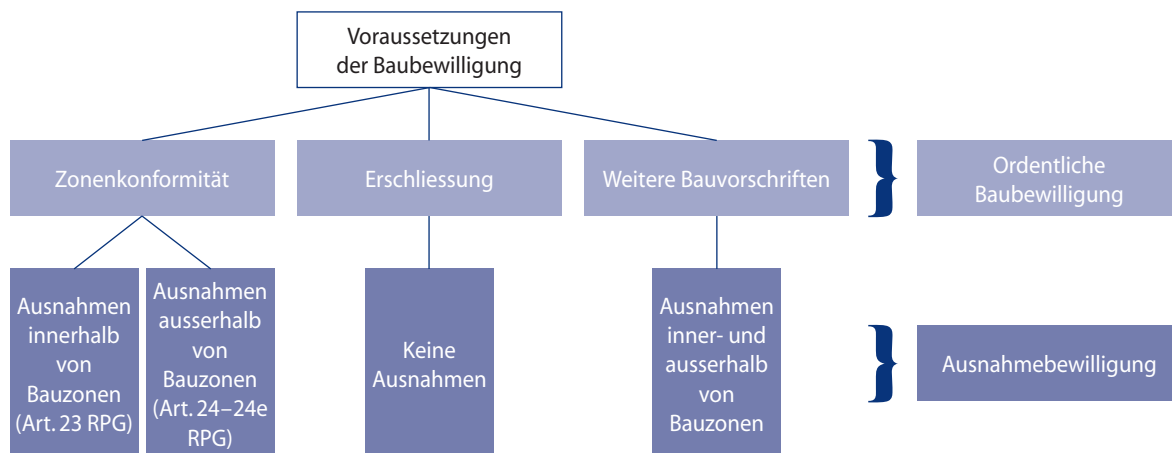 Voraussetzungen
der Baubewilligung
Zonenkonformität
Erschliessung
Weitere Bauvorschriften
}
Ordentliche
Baubewilligung
Ausnahmen
innerhalb
von
Bauzonen
(Art. 23 RPG)
Ausnahmen
ausserhalb
von
Bauzonen
(Art. 24–24e
RPG)
Keine
Ausnahmen
Ausnahmen
inner- und
ausserhalb
von
Bauzonen
}
Ausnahmebewilligung